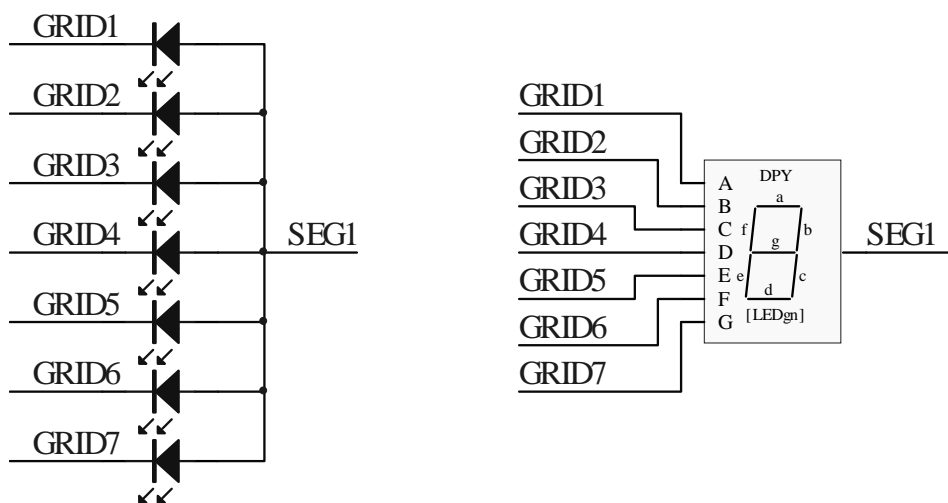 GRID1
GRID2
GRID3
GRID4
SEG1
GRID5
GRID6
GRID7
GRID1
GRID2
GRID3
GRID4
GRID5
GRID6
GRID7
A
B
C
D
E
F
G
DPY
a
f b
g
e c
d
[LEDgn]
SEG1